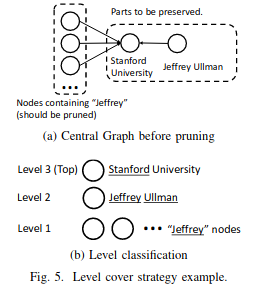 Parts to be preserved.
Stanford
University
Jeffrey Ullman
•••
Nodes containing "Jeffrey"
(should be pruned)
(a) Central Graph before pruning
Level 3 (Top) Stanford University
Level 2 Jeffrey Ullman
Level 1 ••• "Jeffrey" nodes
(b) Level classification
Fig. 5. Level cover strategy example.